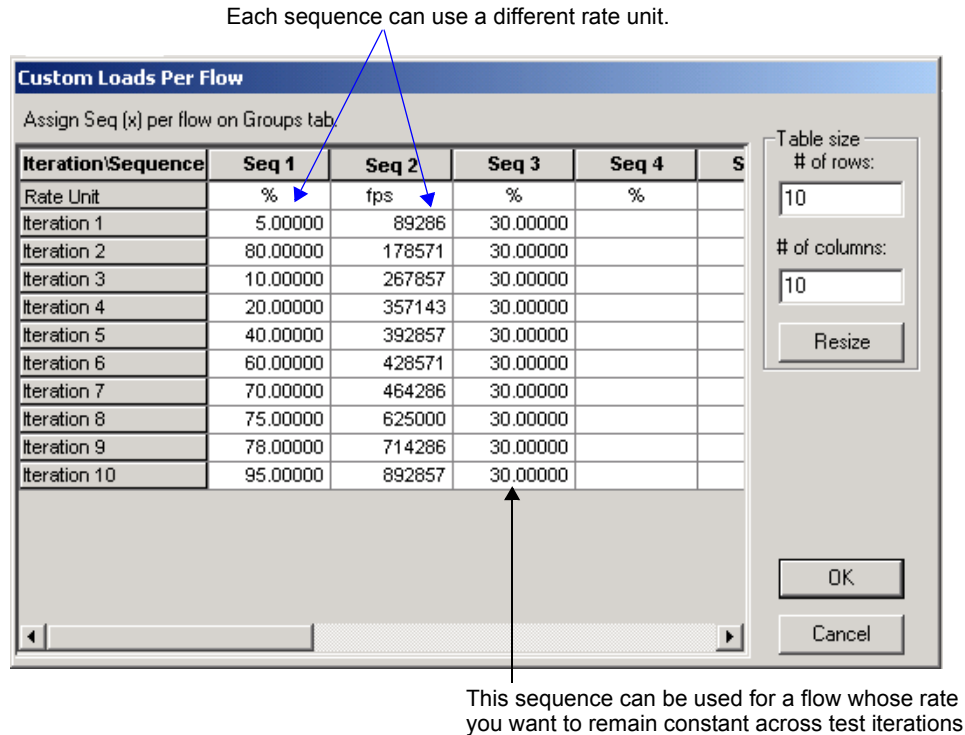 Each sequence can use a different rate unit.
Custom Loads Per Flow
Assign Seq (x) per flow on Groups tab.
Iteration\Sequence Seq 1 Seq 2 Seq 3 Seq 4 S
Rate Unit % fps % %
Iteration 1 5.00000 89286 30.00000
Iteration 2 80.00000 178571 30.00000
Iteration 3 10.00000 267857 30.00000
Iteration 4 20.00000 357143 30.00000
Iteration 5 40.00000 392857 30.00000
Iteration 6 60.00000 428571 30.00000
Iteration 7 70.00000 464286 30.00000
Iteration 8 75.00000 625000 30.00000
Iteration 9 78.00000 714286 30.00000
Iteration 10 95.00000 892857 30.00000
Table size
# of rows:
10
# of columns:
10
Resize
OK
Cancel
This sequence can be used for a flow whose rate
you want to remain constant across test iterations